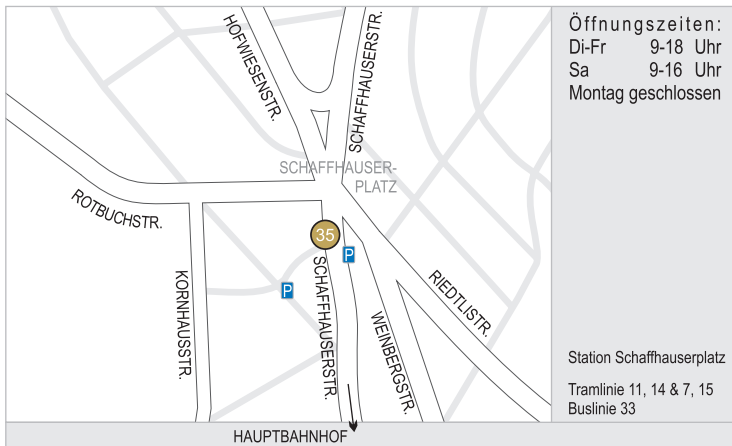 HOFWIESENSTR.
SCHAFFHAUSERSTR.
SCHAFFHAUSER-
PLATZ
ROTBUCHSTR.
35
P
P
KORNHAUSSTR.
SCHAFFHAUSERSTR.
WEINBERGSTR.
RIEDTLISTR.
HAUPTBAHNHOF
Öffnungszeiten:
Di-Fr 9-18 Uhr
Sa 9-16 Uhr
Montag geschlossen
Station Schaffhauserplatz
Tramlinie 11, 14 & 7, 15
Buslinie 33